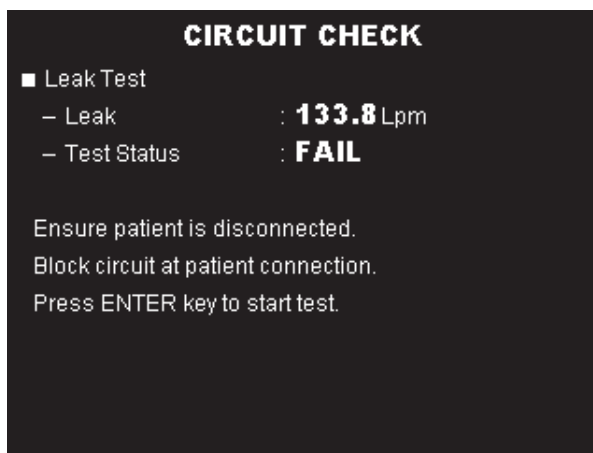 CIRCUIT CHECK
■ Leak Test
– Leak : 133.8 Lpm
– Test Status : FAIL
Ensure patient is disconnected.
Block circuit at patient connection.
Press ENTER key to start test.